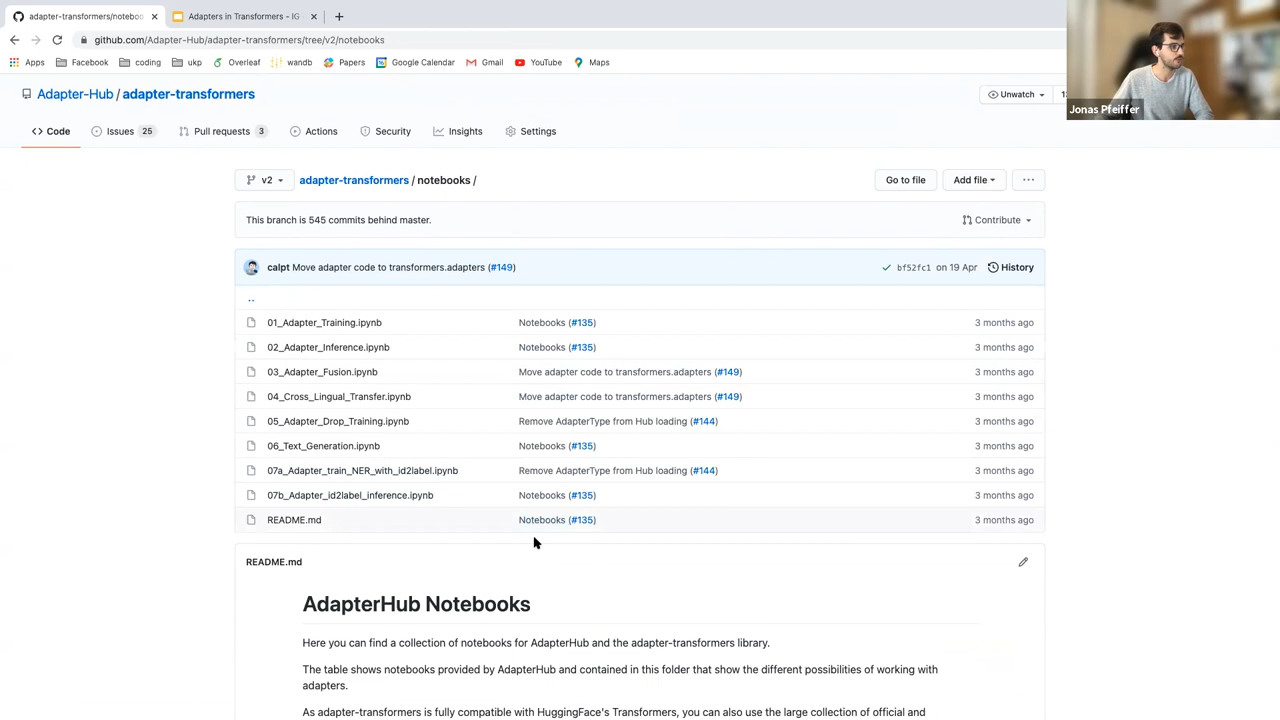 adapter-transformers/noteboo
Adapters in Transformers - IG
github.com/Adapter-Hub/adapter-transformers/tree/v2/notebooks
Apps Facebook coding ukp Overleaf wandb Papers Google Calendar Gmail YouTube Maps
Jonas Pfeiffer
Adapter-Hub / adapter-transformers
Unwatch
Code Issues 25 Pull requests 3 Actions Security Insights Settings
v2 adapter-transformers / notebooks /
Go to file Add file ...
This branch is 545 commits behind master.
Contribute
calpt Move adapter code to transformers.adapters (#149)
bf52fc1 on 19 Apr History
..
01_Adapter_Training.ipynb Notebooks (#135) 3 months ago
02_Adapter_Inference.ipynb Notebooks (#135) 3 months ago
03_Adapter_Fusion.ipynb Move adapter code to transformers.adapters (#149) 3 months ago
04_Cross_Lingual_Transfer.ipynb Move adapter code to transformers.adapters (#149) 3 months ago
05_Adapter_Drop_Training.ipynb Remove AdapterType from Hub loading (#144) 3 months ago
06_Text_Generation.ipynb Notebooks (#135) 3 months ago
07a_Adapter_train_NER_with_id2label.ipynb Remove AdapterType from Hub loading (#144) 3 months ago
07b_Adapter_id2label_inference.ipynb Notebooks (#135) 3 months ago
README.md Notebooks (#135) 3 months ago
README.md
AdapterHub Notebooks
Here you can find a collection of notebooks for AdapterHub and the adapter-transformers library.
The table shows notebooks provided by AdapterHub and contained in this folder that show the different possibilities of working with
adapters.
As adapter-transformers is fully compatible with HuggingFace's Transformers, you can also use the large collection of official and